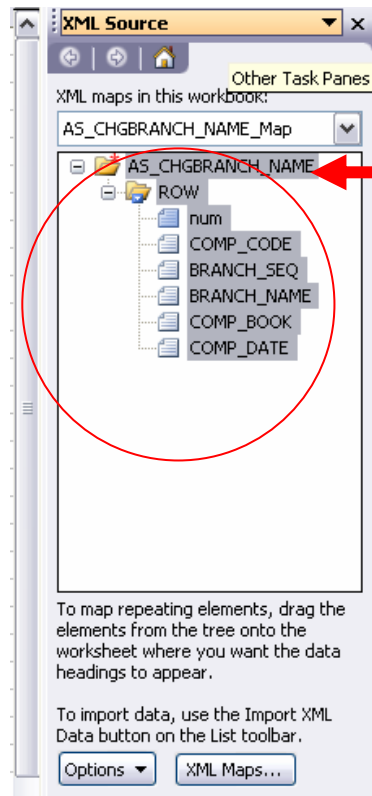 XML Source
Other Task Panes
XML maps in this workbook:
AS_CHGBRANCH_NAME_Map
AS_CHGBRANCH_NAME
ROW
num
COMP_CODE
BRANCH_SEQ
BRANCH_NAME
COMP_BOOK
COMP_DATE
To map repeating elements, drag the
elements from the tree onto the
worksheet where you want the data
headings to appear.
To import data, use the Import XML
Data button on the List toolbar.
Options
XML Maps...